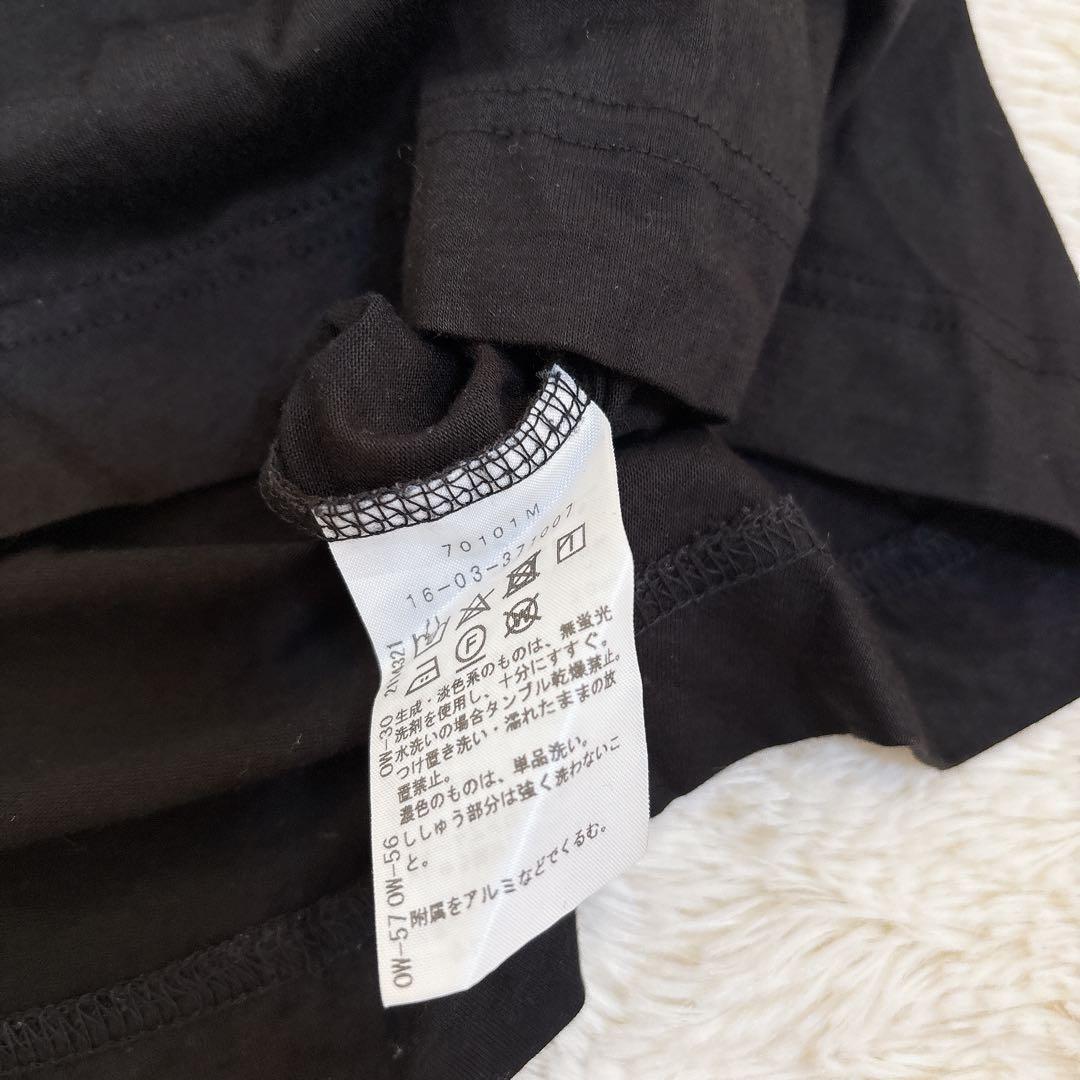 70101M
16-03-371007
F
W
OW-30 21M321
生成・淡色系のものは、無蛍光
洗剤を使用し、十分にすすぐ。
水洗いの場合タンブル乾燥禁止。
つけ置き洗い・濡れたままの放
置禁止。
濃色のものは、単品洗い。
ししゅう部分は強く洗わないこ
と。
OW-57 OW-56
附属をアルミなどでくるむ。